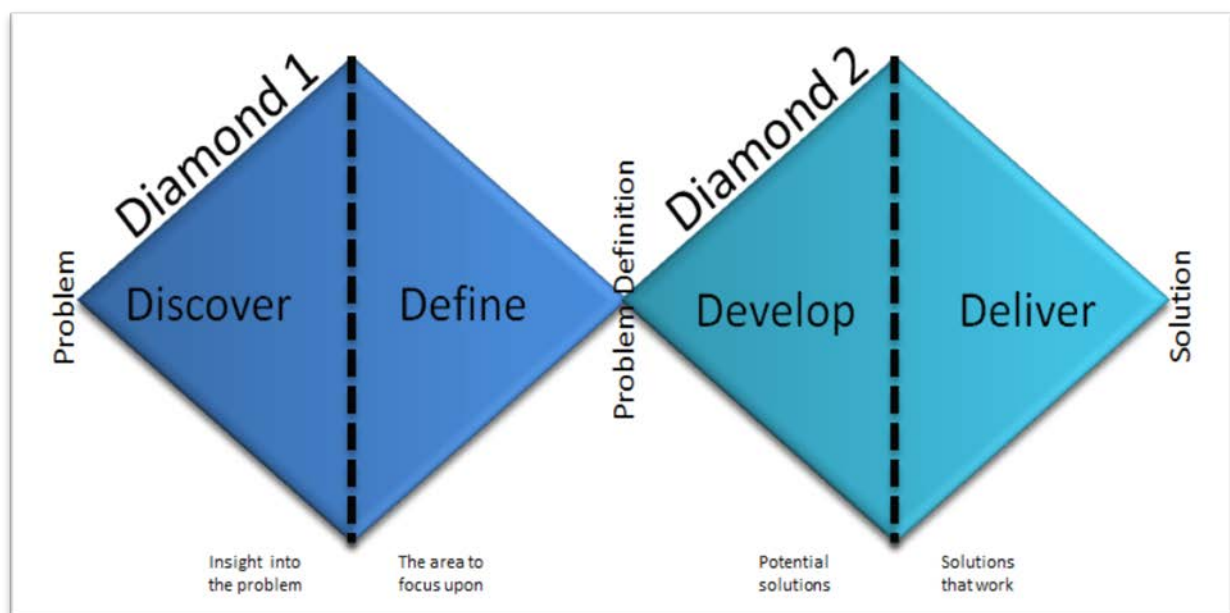 Diamond 1
Diamond 2
Problem
Discover
Define
Problem Definition
Develop
Deliver
Solution
Insight into
the problem
The area to
focus upon
Potential
solutions
Solutions
that work